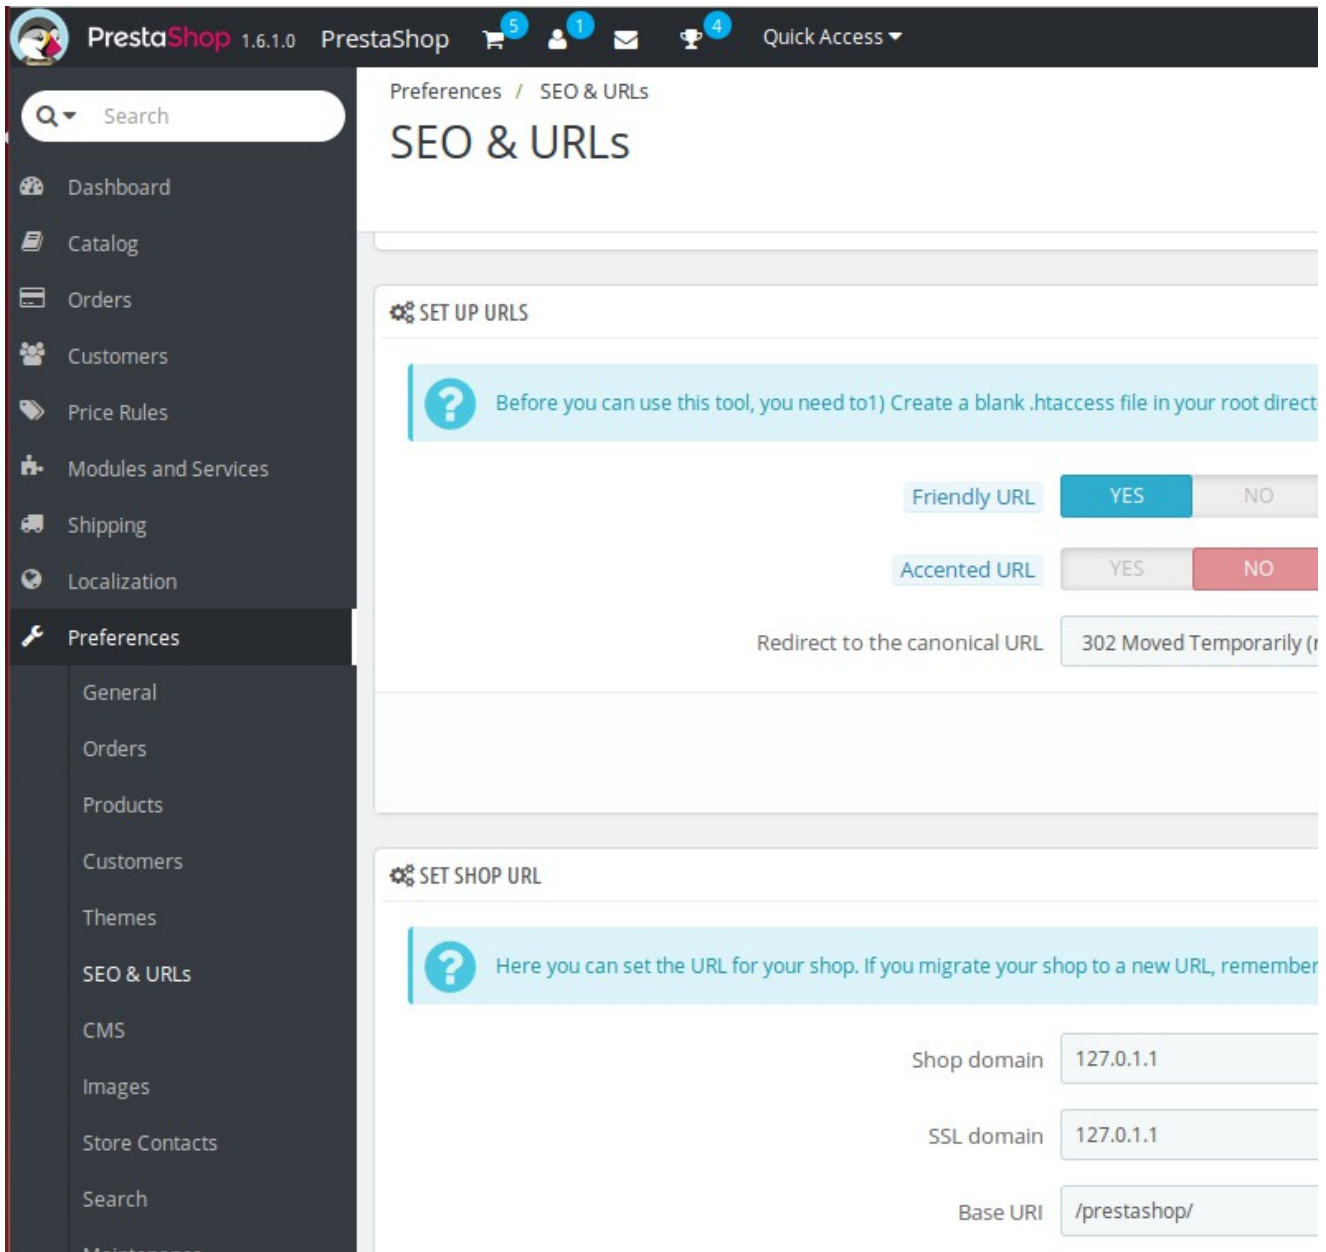 PrestaShop 1.6.1.0 PrestaShop 5 1 4 Quick Access
Search
Dashboard
Catalog
Orders
Customers
Price Rules
Modules and Services
Shipping
Localization
Preferences
General
Orders
Products
Customers
Themes
SEO & URLs
CMS
Images
Store Contacts
Search
Preferences / SEO & URLs
SEO & URLs
SET UP URLS
Before you can use this tool, you need to1) Create a blank .htaccess file in your root direct
Friendly URL YES NO
Accented URL YES NO
Redirect to the canonical URL 302 Moved Temporarily (
SET SHOP URL
Here you can set the URL for your shop. If you migrate your shop to a new URL, remember
Shop domain 127.0.1.1
SSL domain 127.0.1.1
Base URI /prestashop/